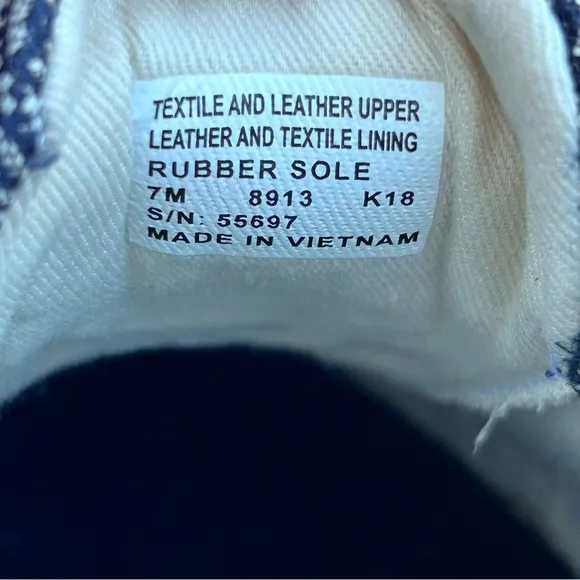 TEXTILE AND LEATHER UPPER
LEATHER AND TEXTILE LINING
RUBBER SOLE
7M 8913 K18
S/N: 55697
MADE IN VIETNAM